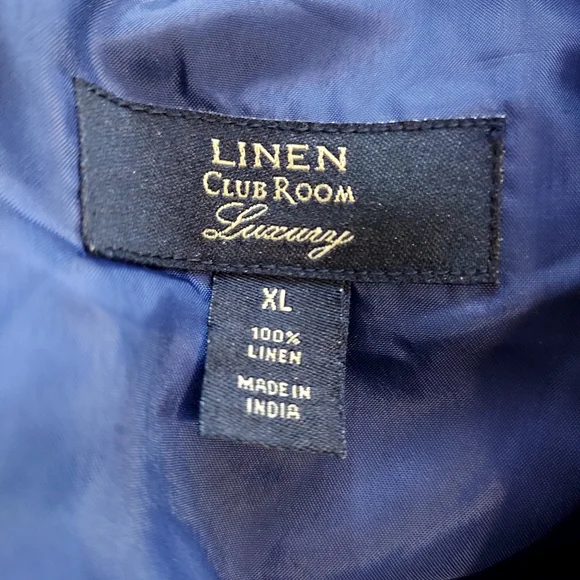 LINEN
CLUB ROOM
Luxury
XL
100%
LINEN
MADE IN
INDIA